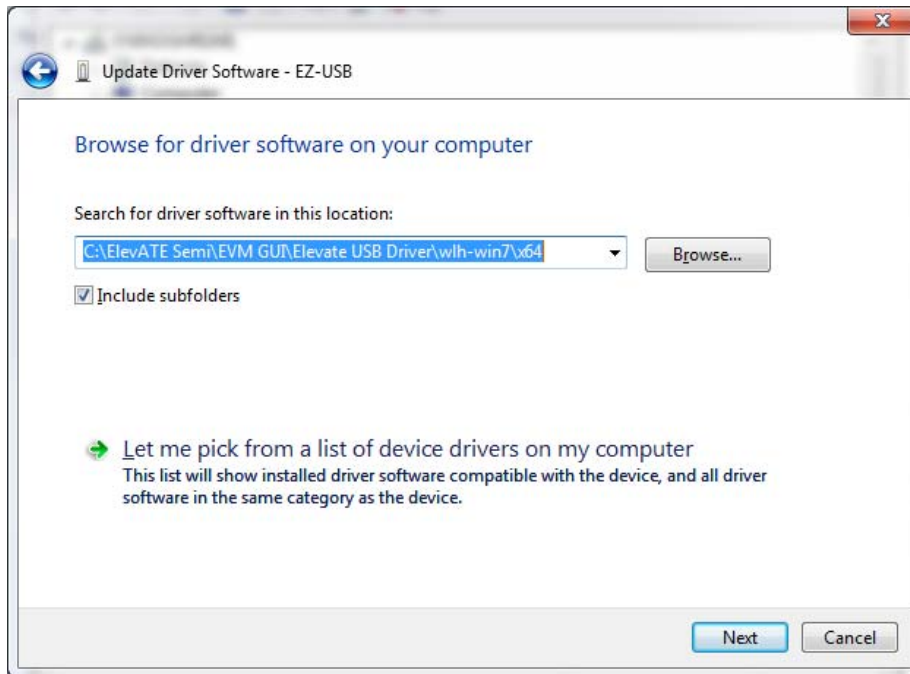 Update Driver Software - EZ-USB
Browse for driver software on your computer
Search for driver software in this location:
C:\ElevATE Semi\EVM GUI\Elevate USB Driver\wlh-win7\x64
Browse...
Include subfolders
Let me pick from a list of device drivers on my computer
This list will show installed driver software compatible with the device, and all driver
software in the same category as the device.
Next
Cancel